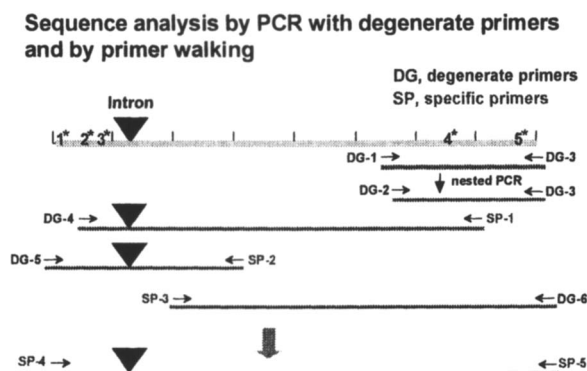 Sequence analysis by PCR with degenerate primers
and by primer walking
DG, degenerate primers
SP, specific primers
Intron
1* 2* 3* 4* 5*
DG-1 DG-3
nested PCR
DG-2 DG-3
DG-4 SP-1
DG-5 SP-2
SP-3 DG-6
SP-4 SP-5